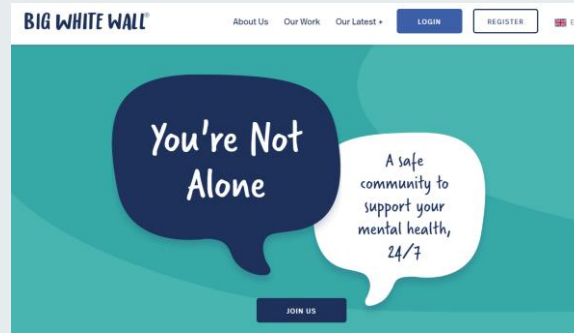 BIG WHITE WALL®
About Us Our Work Our Latest + LOGIN REGISTER E
You're Not
Alone
A safe
community to
support your
mental health,
24/7
JOIN US